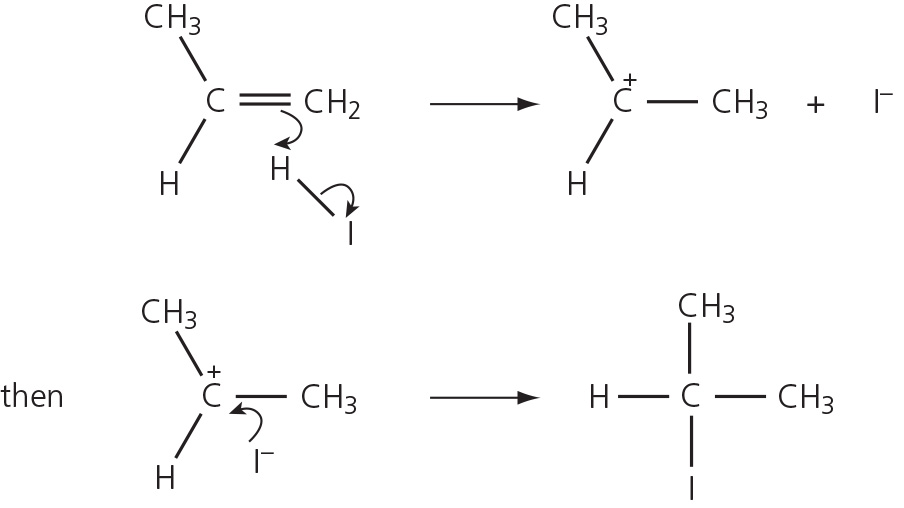 CH₃ CH₃
C CH₂ C⁺ CH₃ + I⁻
H H H
I
CH₃ CH₃
then C⁺ CH₃ H C CH₃
I⁻
H I